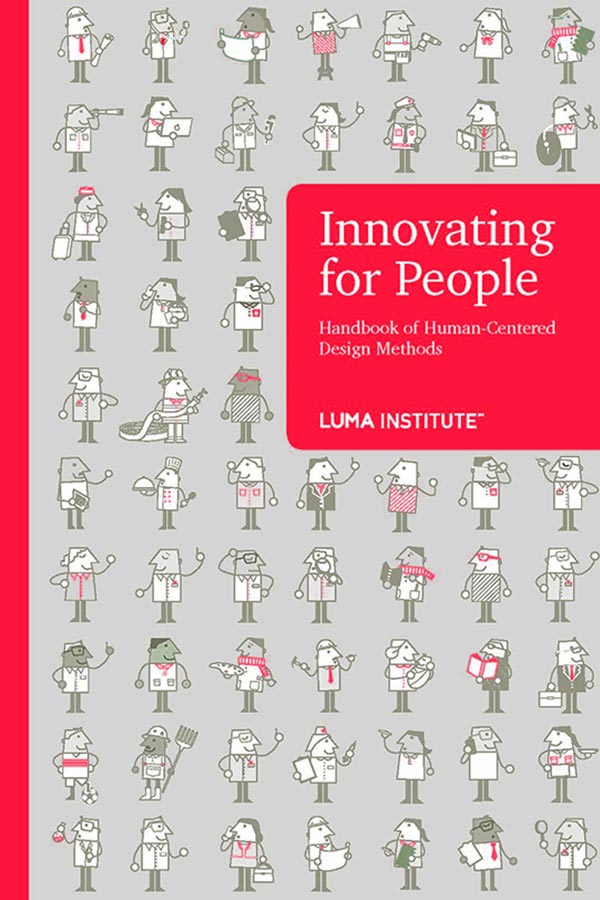 Innovating
for People
Handbook of Human-Centered
Design Methods
LUMA INSTITUTE™